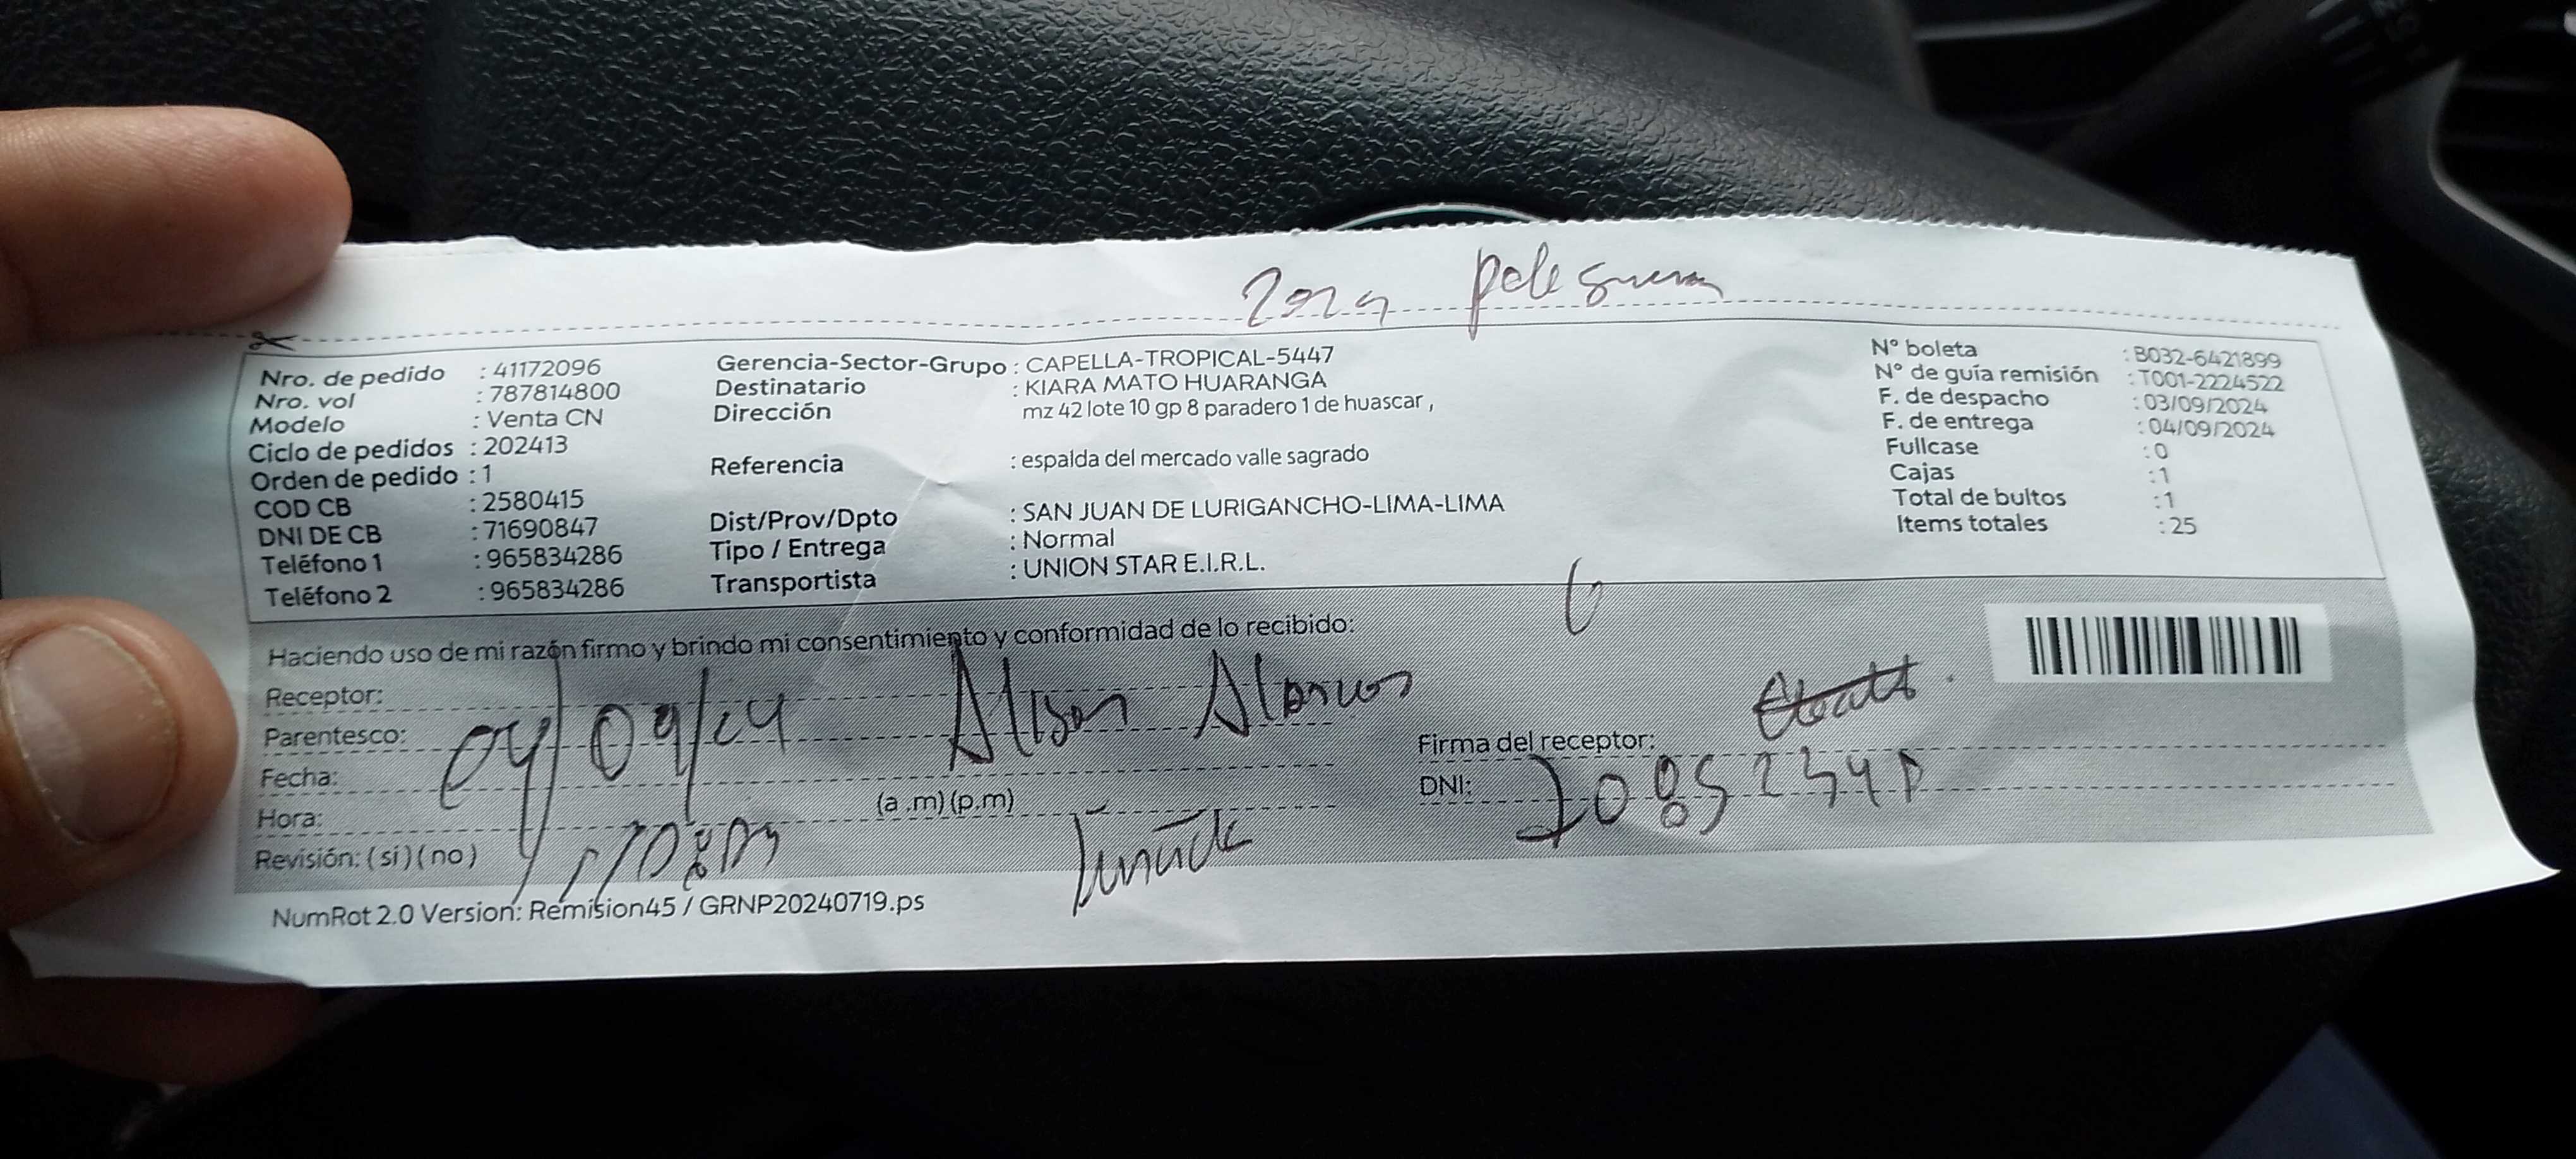 Nro. de pedido : 41172096
Nro. vol : 787814800
Modelo : Venta CN
Ciclo de pedidos : 202413
Orden de pedido : 1
COD CB : 2580415
DNI DE CB : 71690847
Teléfono 1 : 965834286
Teléfono 2 : 965834286
Gerencia-Sector-Grupo : CAPELLA-TROPICAL-5447
Destinatario : KIARA MATO HUARANGA
Dirección mz 42 lote 10 gp 8 paradero 1 de huascar ,
Referencia : espalda del mercado valle sagrado
Dist/Prov/Dpto : SAN JUAN DE LURIGANCHO-LIMA-LIMA
Tipo / Entrega : Normal
Transportista : UNION STAR E.I.R.L.
N° boleta : B032-6421899
N° de guía remisión : T001-2224522
F. de despacho : 03/09/2024
F. de entrega : 04/09/2024
Fullcase : 0
Cajas : 1
Total de bultos : 1
Items totales : 25
Haciendo uso de mi razón firmo y brindo mi consentimiento y conformidad de lo recibido:
Receptor:
Parentesco:
Fecha: 04/09/24
Hora: (a .m) (p.m)
Revisión: (si) (no)
Firma del receptor:
DNI:
NumRot 2.0 Version: Remision45 / GRNP20240719.ps